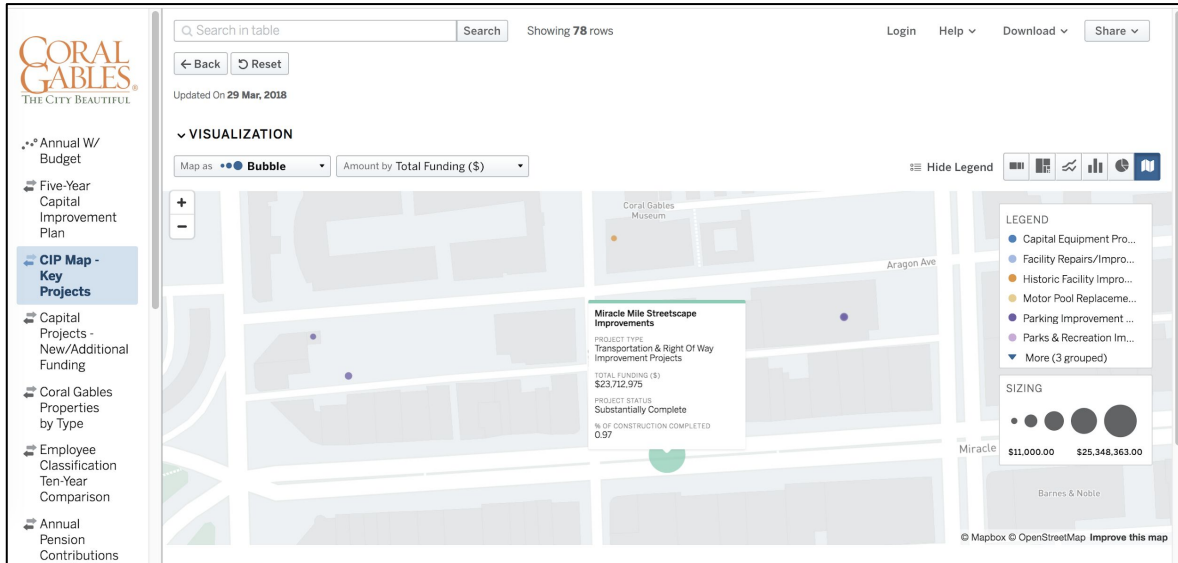 CORAL
GABLES®
THE CITY BEAUTIFUL
Annual W/
Budget
Five-Year
Capital
Improvement
Plan
CIP Map -
Key
Projects
Capital
Projects -
New/Additional
Funding
Coral Gables
Properties
by Type
Employee
Classification
Ten-Year
Comparison
Annual
Pension
Contributions
Search in table
Search
Showing 78 rows
Login
Help
Download
Share
Back
Reset
Updated On 29 Mar, 2018
VISUALIZATION
Map as Bubble
Amount by Total Funding ($)
Hide Legend
+
−
Coral Gables
Museum
Aragon Ave
Miracle Mile Streetscape
Improvements
PROJECT TYPE
Transportation & Right Of Way
Improvement Projects
TOTAL FUNDING ($)
$23,712,975
PROJECT STATUS
Substantially Complete
% OF CONSTRUCTION COMPLETED
0.97
Miracle
Barnes & Noble
LEGEND
Capital Equipment Pro...
Facility Repairs/Impro...
Historic Facility Impro...
Motor Pool Replaceme...
Parking Improvement ...
Parks & Recreation Im...
More (3 grouped)
SIZING
$11,000.00 $25,348,363.00
© Mapbox © OpenStreetMap Improve this map